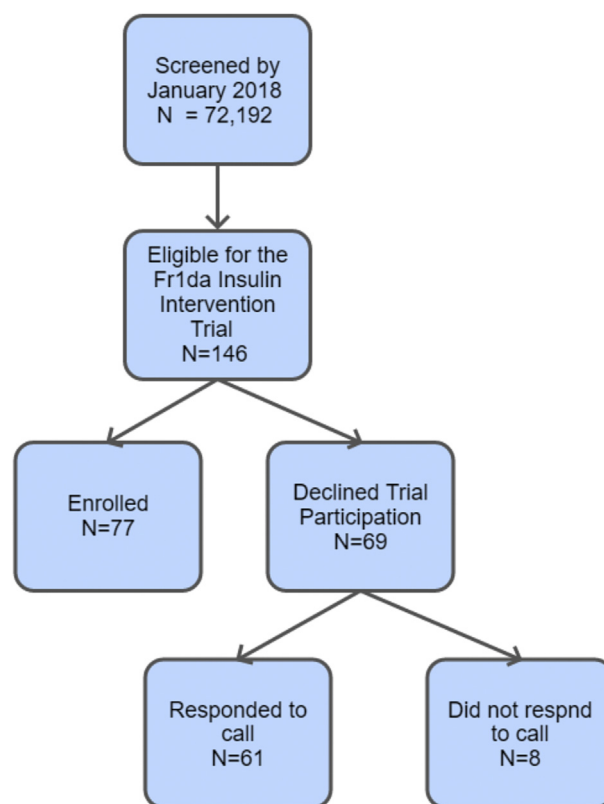 Screened by
January 2018
N = 72,192
Eligible for the
Fr1da Insulin
Intervention
Trial
N=146
Enrolled
N=77
Declined Trial
Participation
N=69
Responded to
call
N=61
Did not respnd
to call
N=8